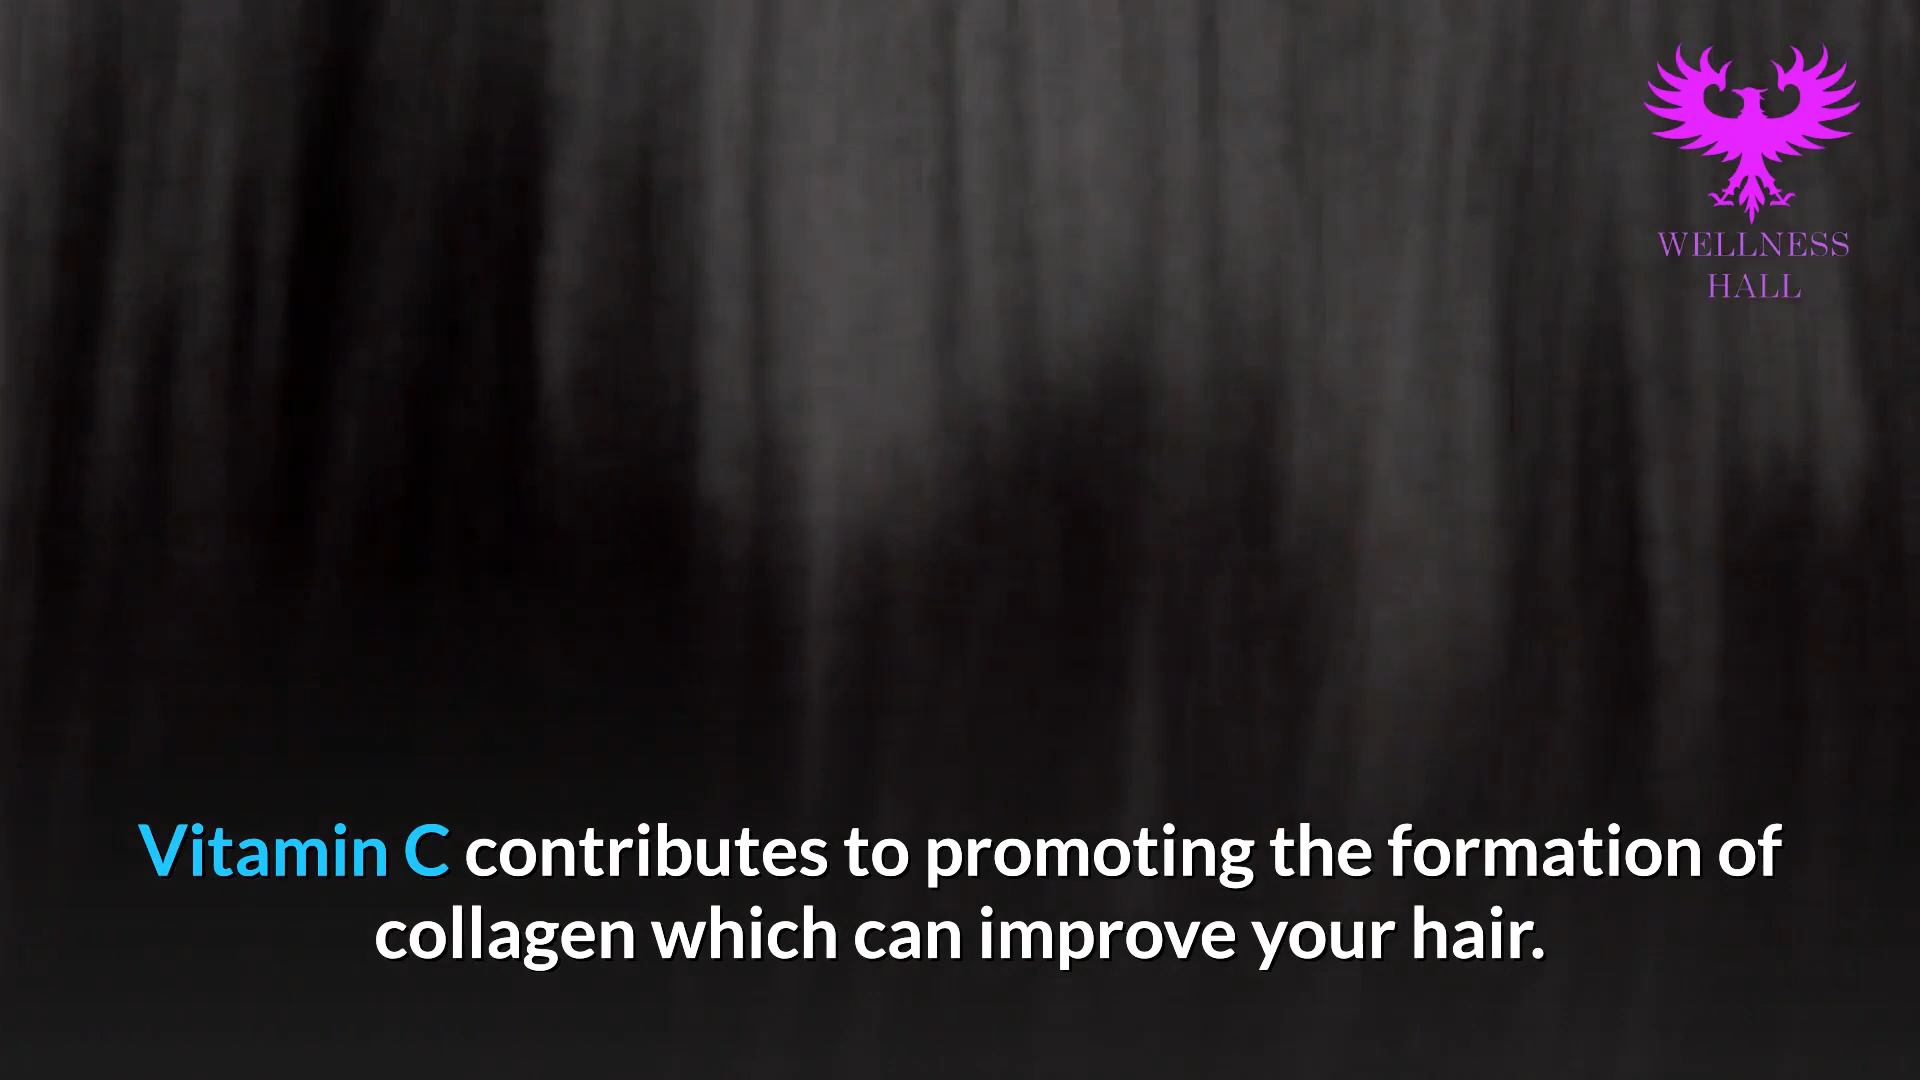 WELLNESS
HALL
Vitamin C contributes to promoting the formation of
collagen which can improve your hair.